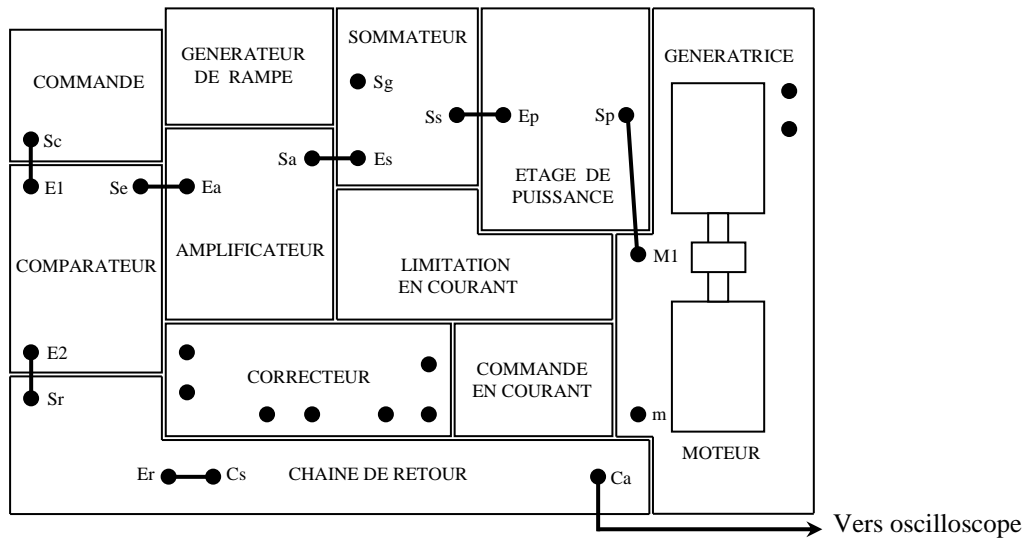 COMMANDE
Sc
GENERATEUR
DE RAMPE
SOMMATEUR
Sg
Ss
Ep
Sp
GENERATRICE
Sa
Es
E1
Se
Ea
ETAGE DE
PUISSANCE
COMPARATEUR
AMPLIFICATEUR
LIMITATION
EN COURANT
M1
E2
Sr
CORRECTEUR
COMMANDE
EN COURANT
m
MOTEUR
Er
Cs
CHAINE DE RETOUR
Ca
Vers oscilloscope